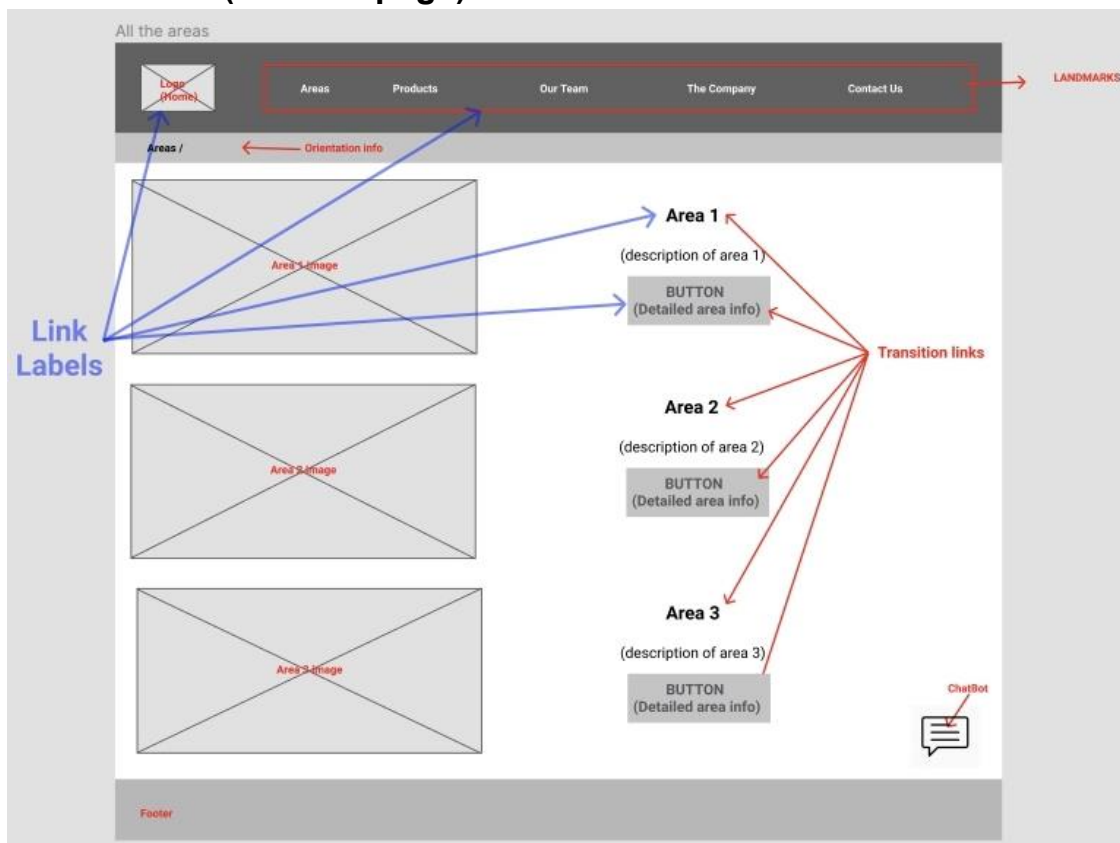 All the areas
Logo
(Home)
Areas
Products
Our Team
The Company
Contact Us
LANDMARKS
Areas /
Orientation info
Area 1 image
Area 1
(description of area 1)
BUTTON
(Detailed area info)
Link
Labels
Transition links
Area 2 image
Area 2
(description of area 2)
BUTTON
(Detailed area info)
Area 3 image
Area 3
(description of area 3)
BUTTON
(Detailed area info)
ChatBot
Footer